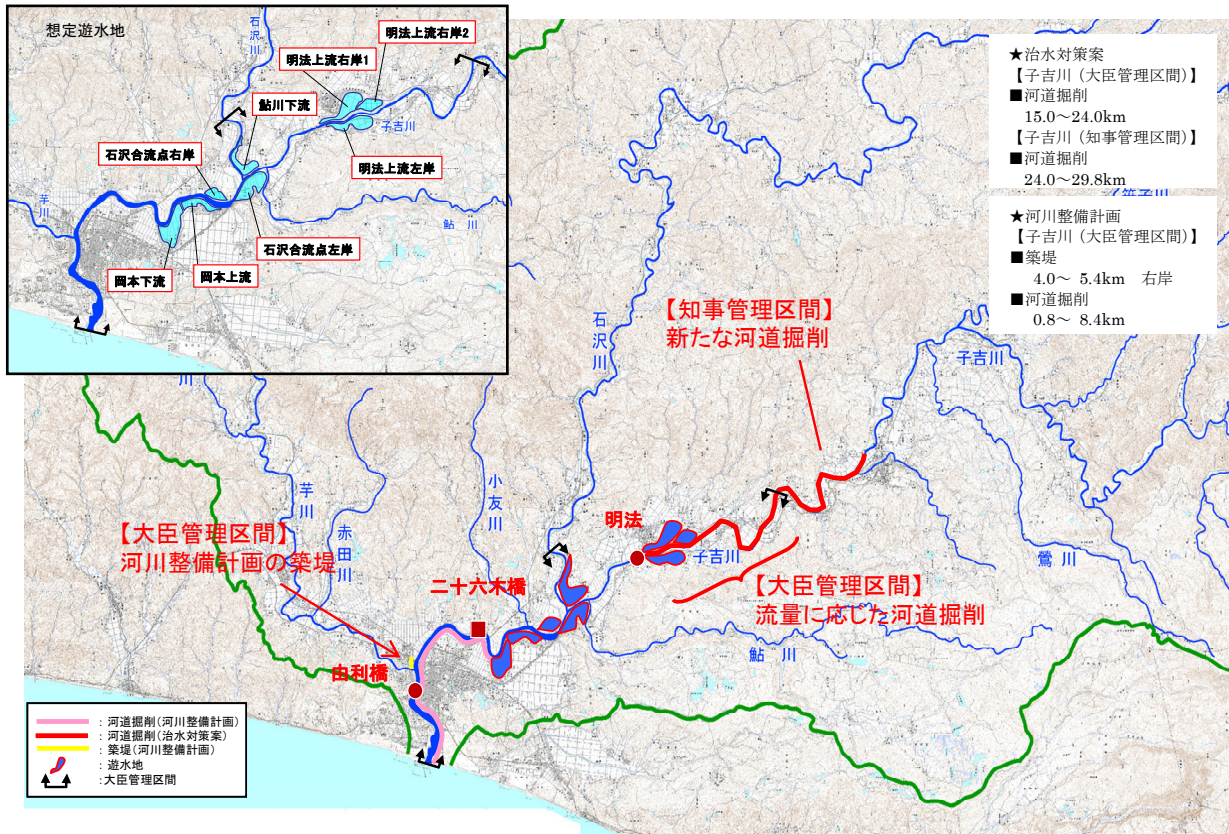 想定遊水地
石沢川
明法上流右岸2
明法上流右岸1
鮎川下流
子吉川
石沢合流点右岸
明法上流左岸
芋川
鮎川
石沢合流点左岸
岡本上流
岡本下流
★治水対策案
【子吉川(大臣管理区間)】
■河道掘削
15.0～24.0km
【子吉川(知事管理区間)】
■河道掘削
24.0～29.8km
笹子川
★河川整備計画
【子吉川(大臣管理区間)】
■築堤
4.0～ 5.4km 右岸
■河道掘削
0.8～ 8.4km
石沢川
【知事管理区間】
新たな河道掘削
子吉川
川
芋川
赤田川
小友川
明法
子吉川
鶯川
【大臣管理区間】
河川整備計画の築堤
二十六木橋
【大臣管理区間】
流量に応じた河道掘削
鮎川
由利橋
:河道掘削(河川整備計画)
:河道掘削(治水対策案)
:築堤(河川整備計画)
:遊水地
:大臣管理区間